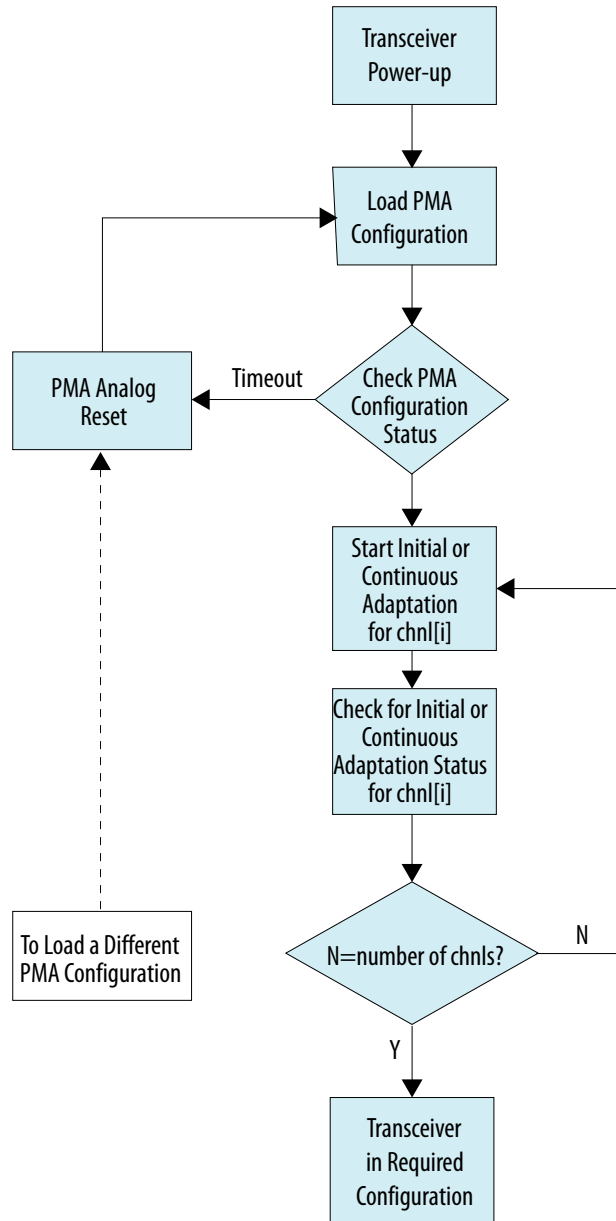 Transceiver
Power-up
Load PMA
Configuration
Timeout
PMA Analog
Reset
Check PMA
Configuration
Status
Start Initial or
Continuous
Adaptation
for chnl[i]
Check for Initial or
Continuous
Adaptation Status
for chnl[i]
To Load a Different
PMA Configuration
N=number of chnls?
N
Y
Transceiver
in Required
Configuration